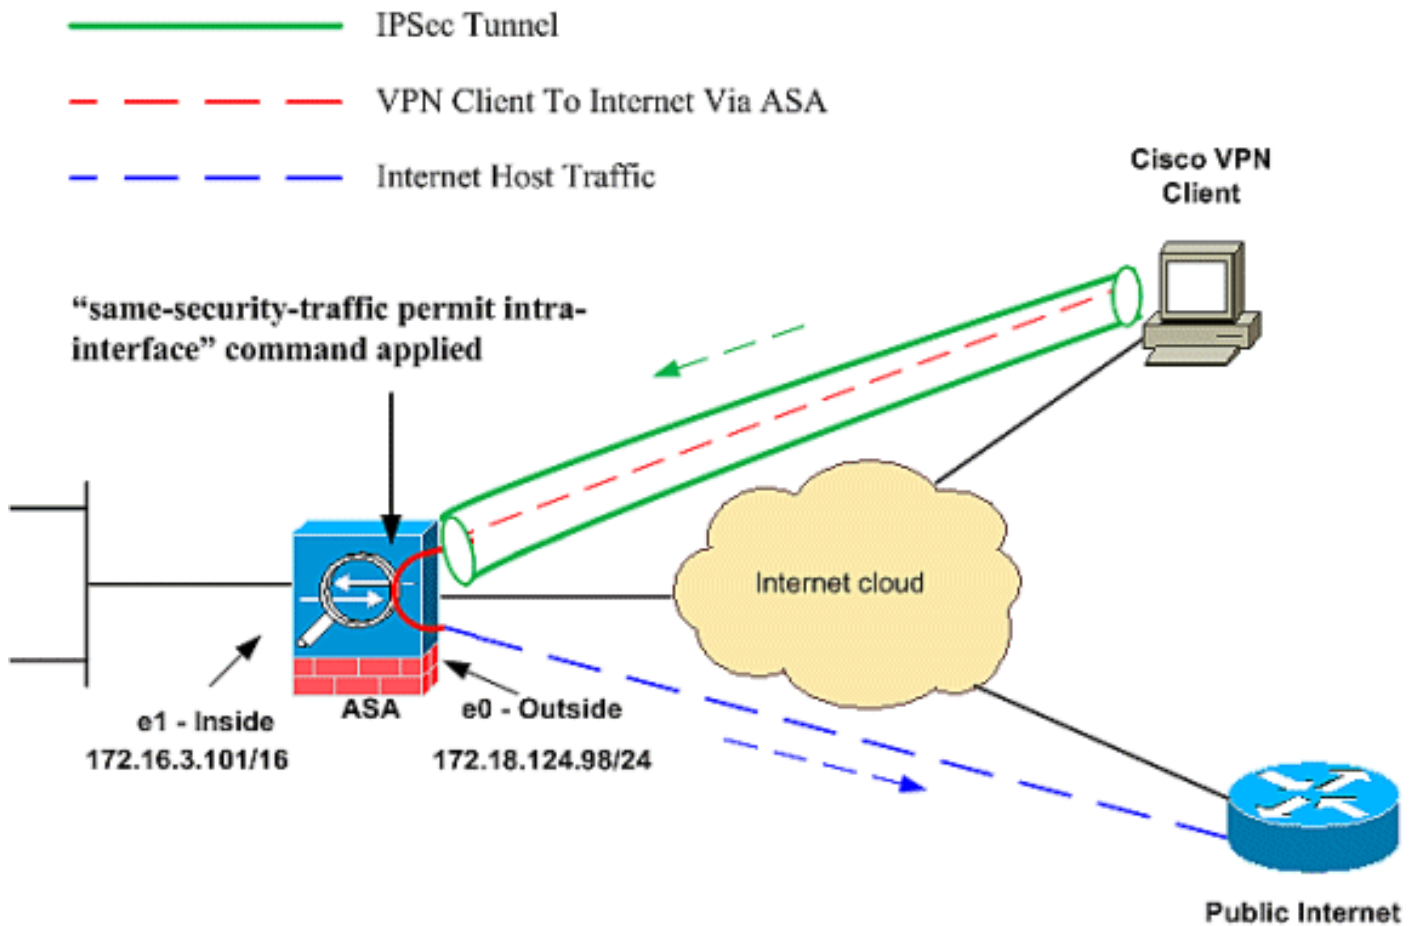 IPSec Tunnel
VPN Client To Internet Via ASA
Internet Host Traffic
Cisco VPN
Client
“same-security-traffic permit intra-
interface” command applied
Internet cloud
ASA
e1 - Inside
172.16.3.101/16
e0 - Outside
172.18.124.98/24
Public Internet